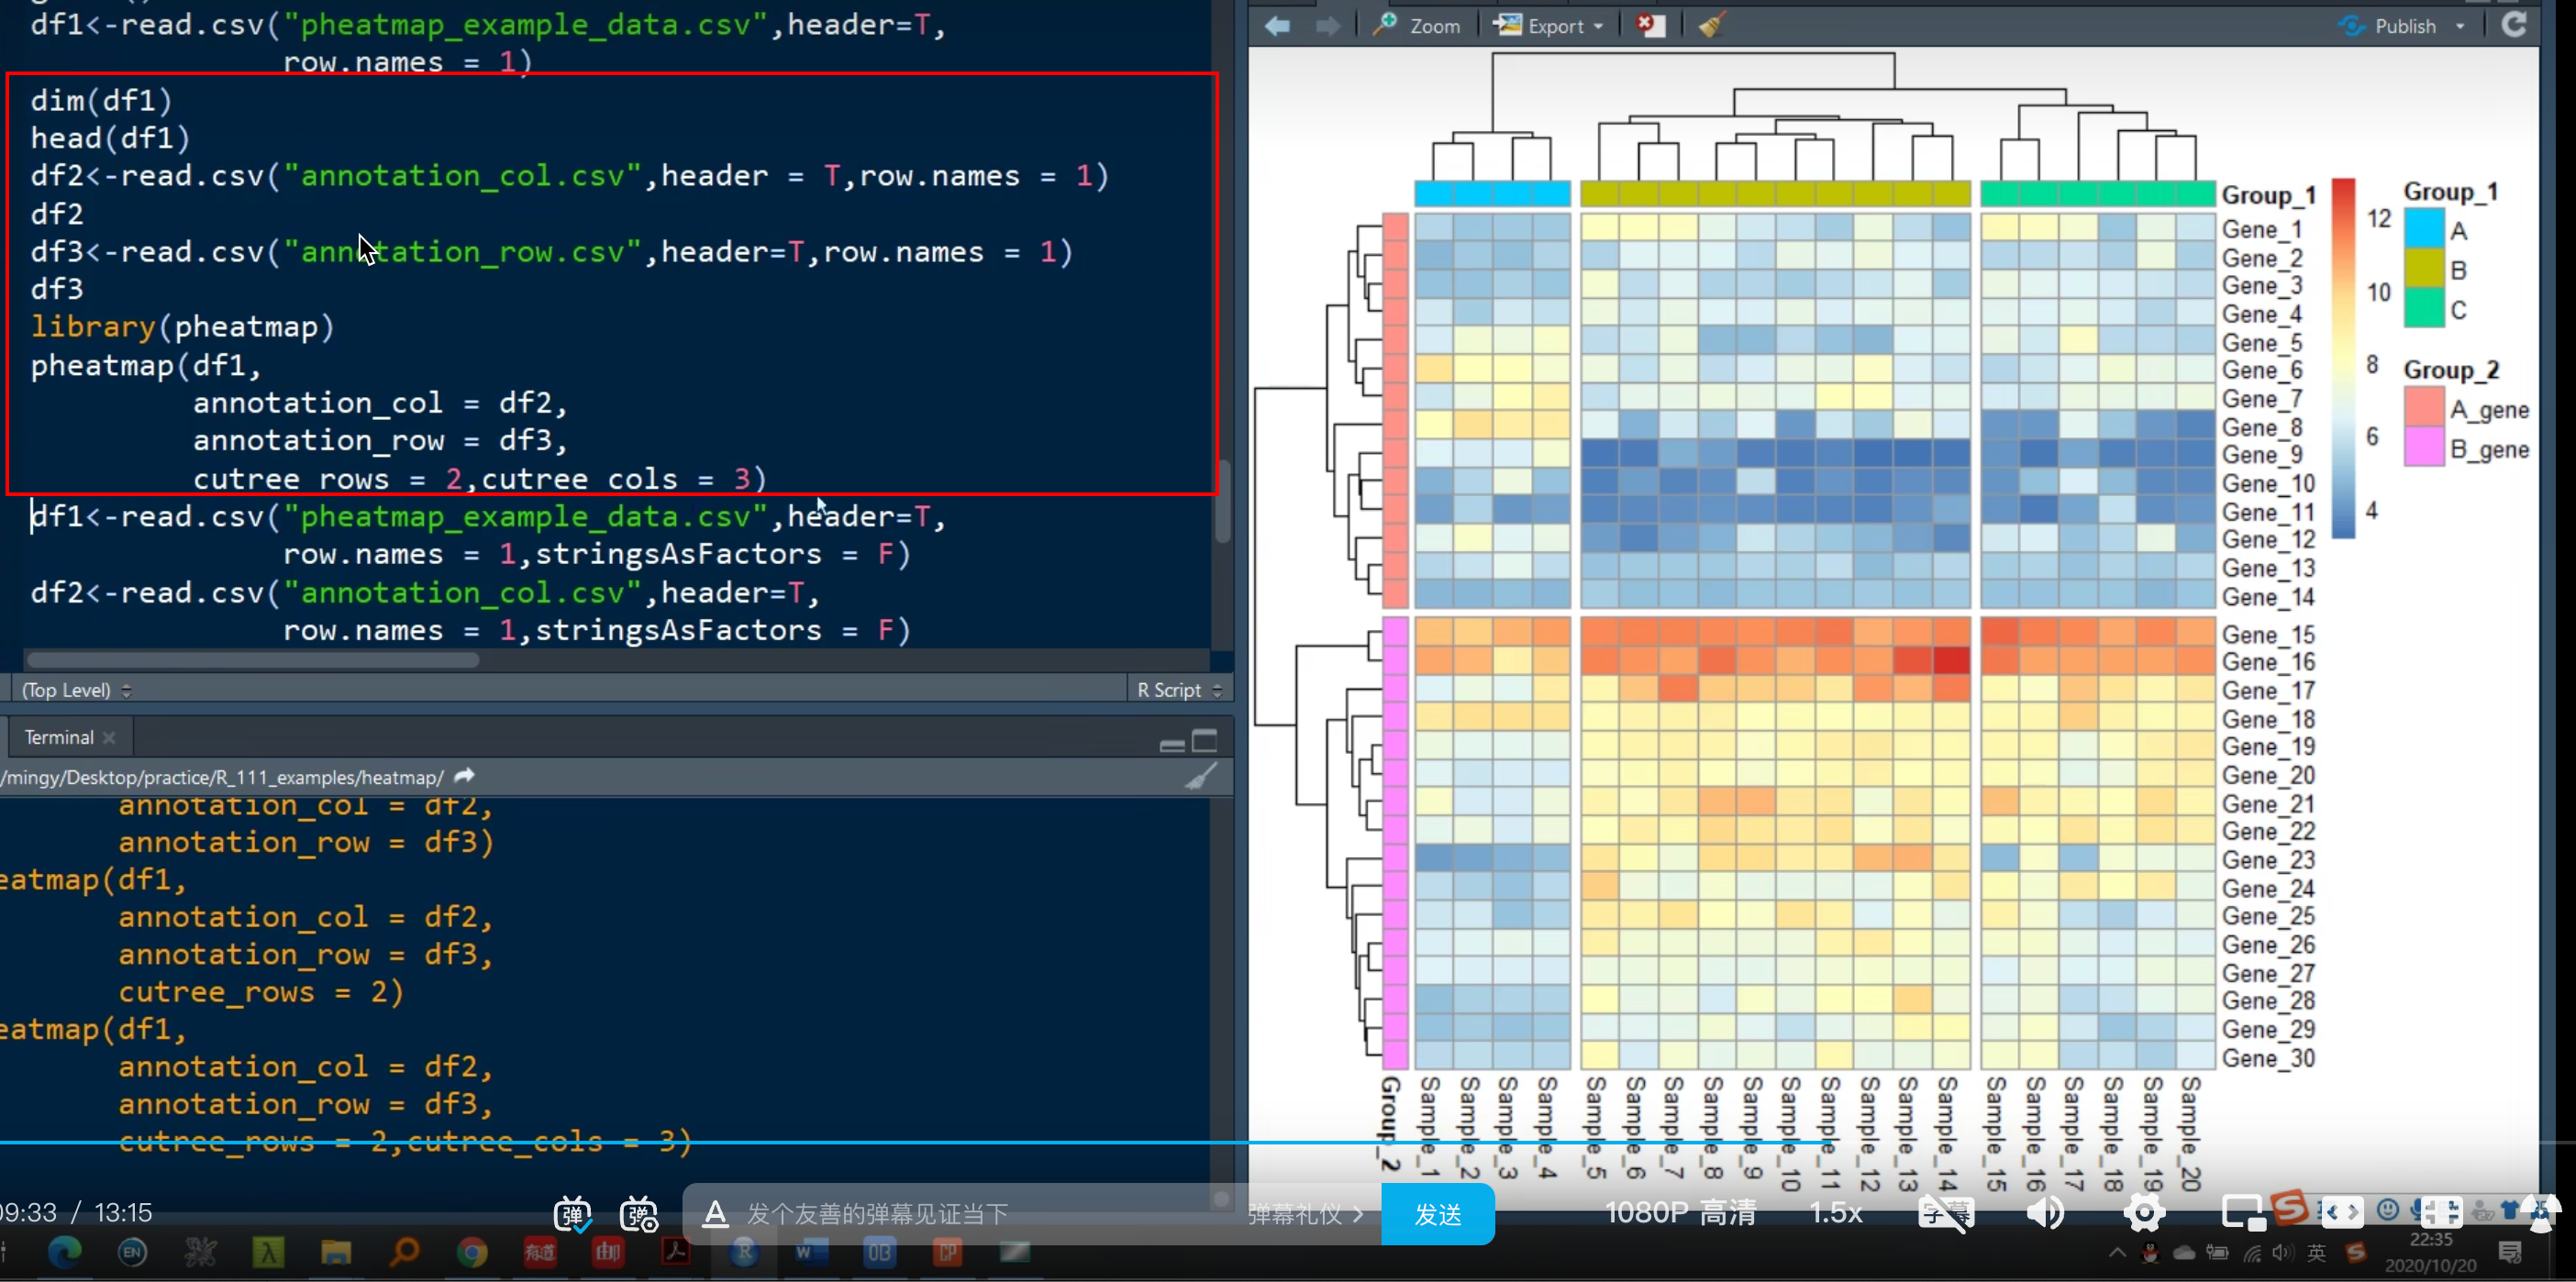 df1<-read.csv("pheatmap_example_data.csv",header=T,
row.names = 1)
dim(df1)
head(df1)
df2<-read.csv("annotation_col.csv",header = T,row.names = 1)
df2
df3<-read.csv("annotation_row.csv",header=T,row.names = 1)
df3
library(pheatmap)
pheatmap(df1,
annotation_col = df2,
annotation_row = df3,
cutree_rows = 2,cutree_cols = 3)
df1<-read.csv("pheatmap_example_data.csv",header=T,
row.names = 1,stringsAsFactors = F)
df2<-read.csv("annotation_col.csv",header=T,
row.names = 1,stringsAsFactors = F)
(Top Level)
R Script
Terminal
/mingy/Desktop/practice/R_111_examples/heatmap/
annotation_col = df2,
annotation_row = df3)
eatmap(df1,
annotation_col = df2,
annotation_row = df3,
cutree_rows = 2)
eatmap(df1,
annotation_col = df2,
annotation_row = df3,
cutree_rows = 2,cutree_cols = 3)
Zoom
Export
Publish
Group_1
Gene_1
Gene_2
Gene_3
Gene_4
Gene_5
Gene_6
Gene_7
Gene_8
Gene_9
Gene_10
Gene_11
Gene_12
Gene_13
Gene_14
Gene_15
Gene_16
Gene_17
Gene_18
Gene_19
Gene_20
Gene_21
Gene_22
Gene_23
Gene_24
Gene_25
Gene_26
Gene_27
Gene_28
Gene_29
Gene_30
12
10
8
6
4
Group_1
A
B
C
Group_2
A_gene
B_gene
Group_2
Sample_1
Sample_2
Sample_3
Sample_4
Sample_5
Sample_6
Sample_7
Sample_8
Sample_9
Sample_10
Sample_11
Sample_12
Sample_13
Sample_14
Sample_15
Sample_16
Sample_17
Sample_18
Sample_19
Sample_20
09:33 / 13:15
弹
弹
A
发个友善的弹幕见证当下
弹幕礼仪 >
发送
1080P 高清
1.5x
字幕
EN
有道
R
W
OB
CP
英
22:35
2020/10/20